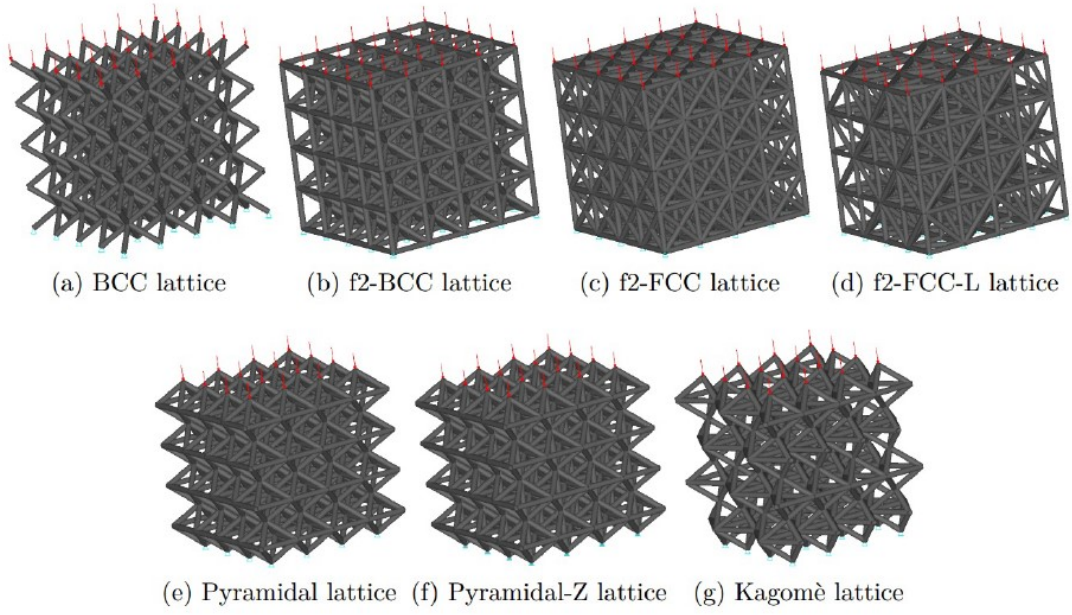 (a) BCC lattice
(b) f2-BCC lattice
(c) f2-FCC lattice
(d) f2-FCC-L lattice
(e) Pyramidal lattice
(f) Pyramidal-Z lattice
(g) Kagomè lattice